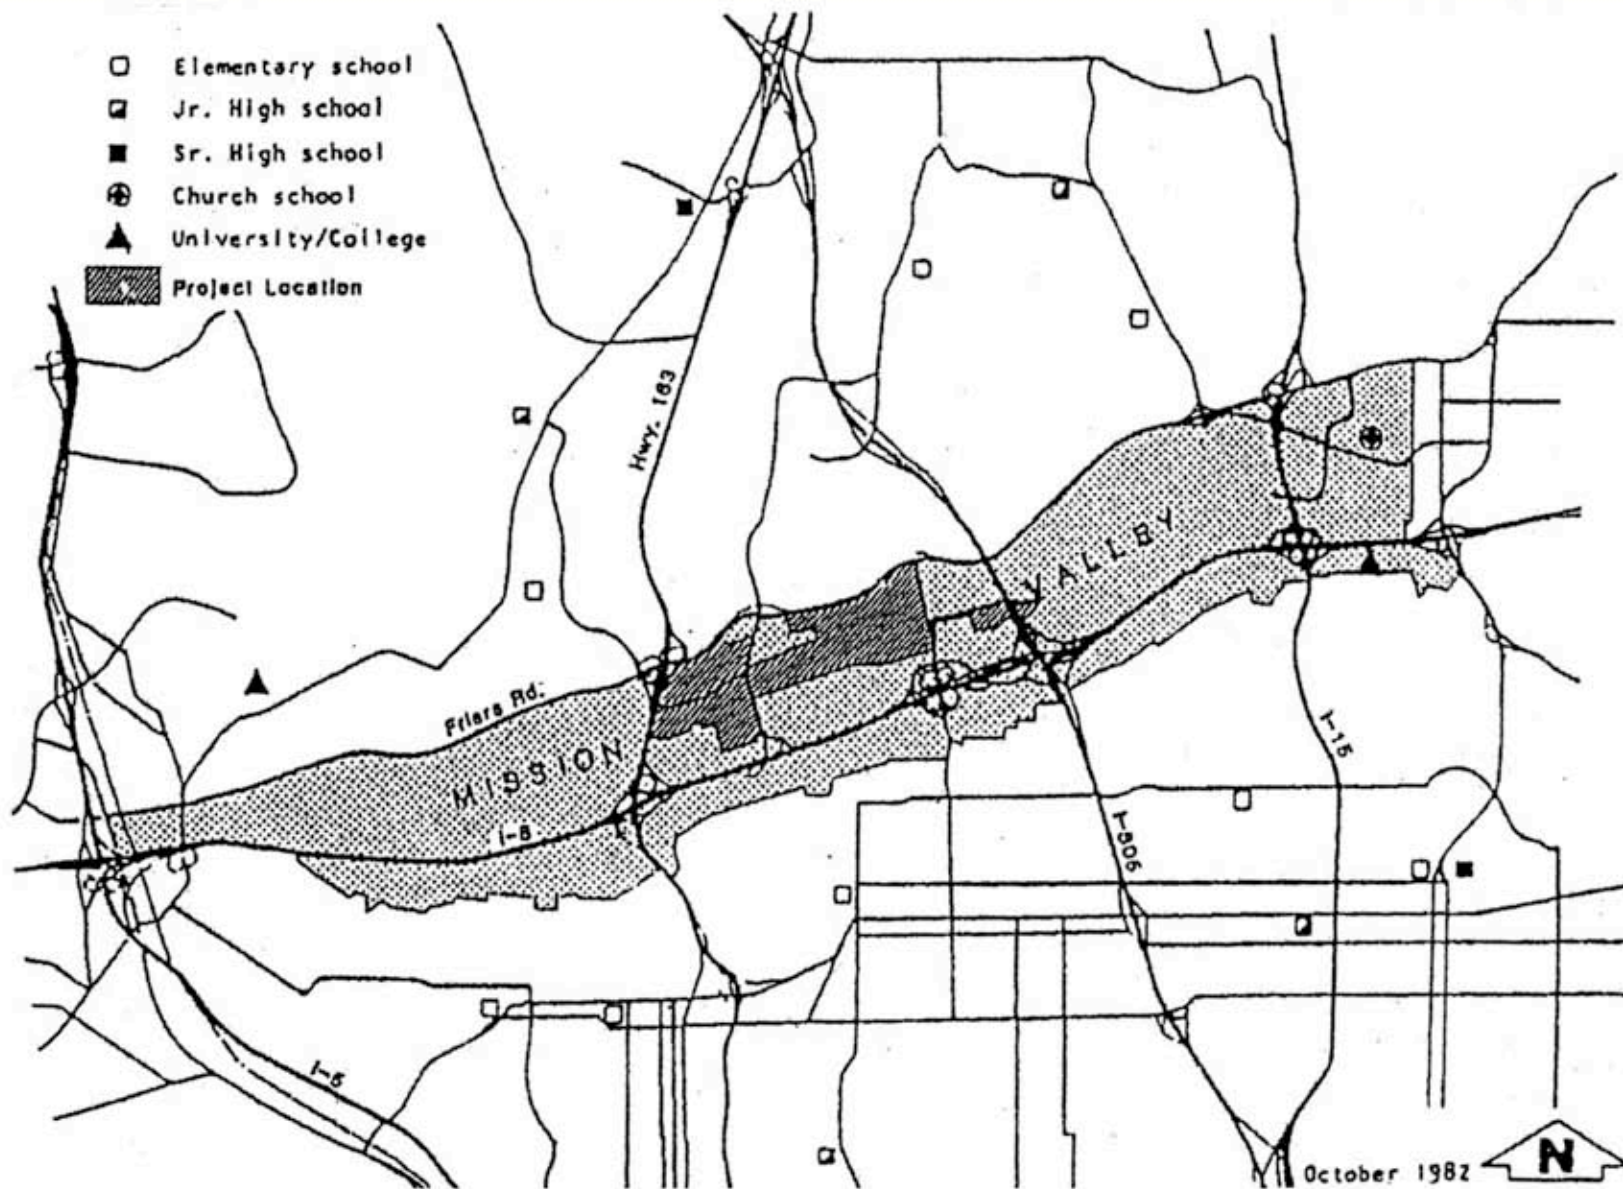 Elementary school
Jr. High school
Sr. High school
Church school
University/College
Project Location
Hwy. 163
VALLEY
Friars Rd.
MISSION
I-8
I-15
I-805
I-5
October 1982
N